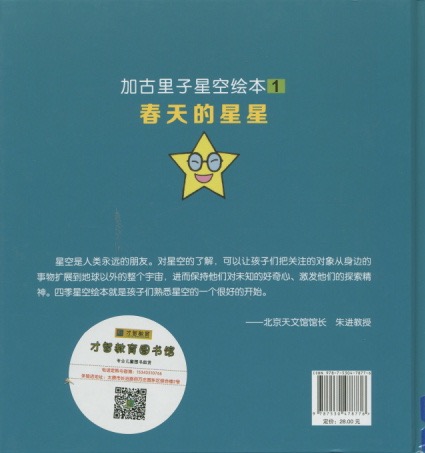 加古里子星空绘本1
春天的星星
星空是人类永远的朋友。对星空的了解，可以让孩子们把关注的对象从身边的
事物扩展到地球以外的整个宇宙，进而保持他们对未知的好奇心、激发他们的探索精
神。四季星空绘本就是孩子们熟悉星空的一个很好的开始。
——北京天文馆馆长 朱进教授
才智教育图书馆
定价：28.00 元